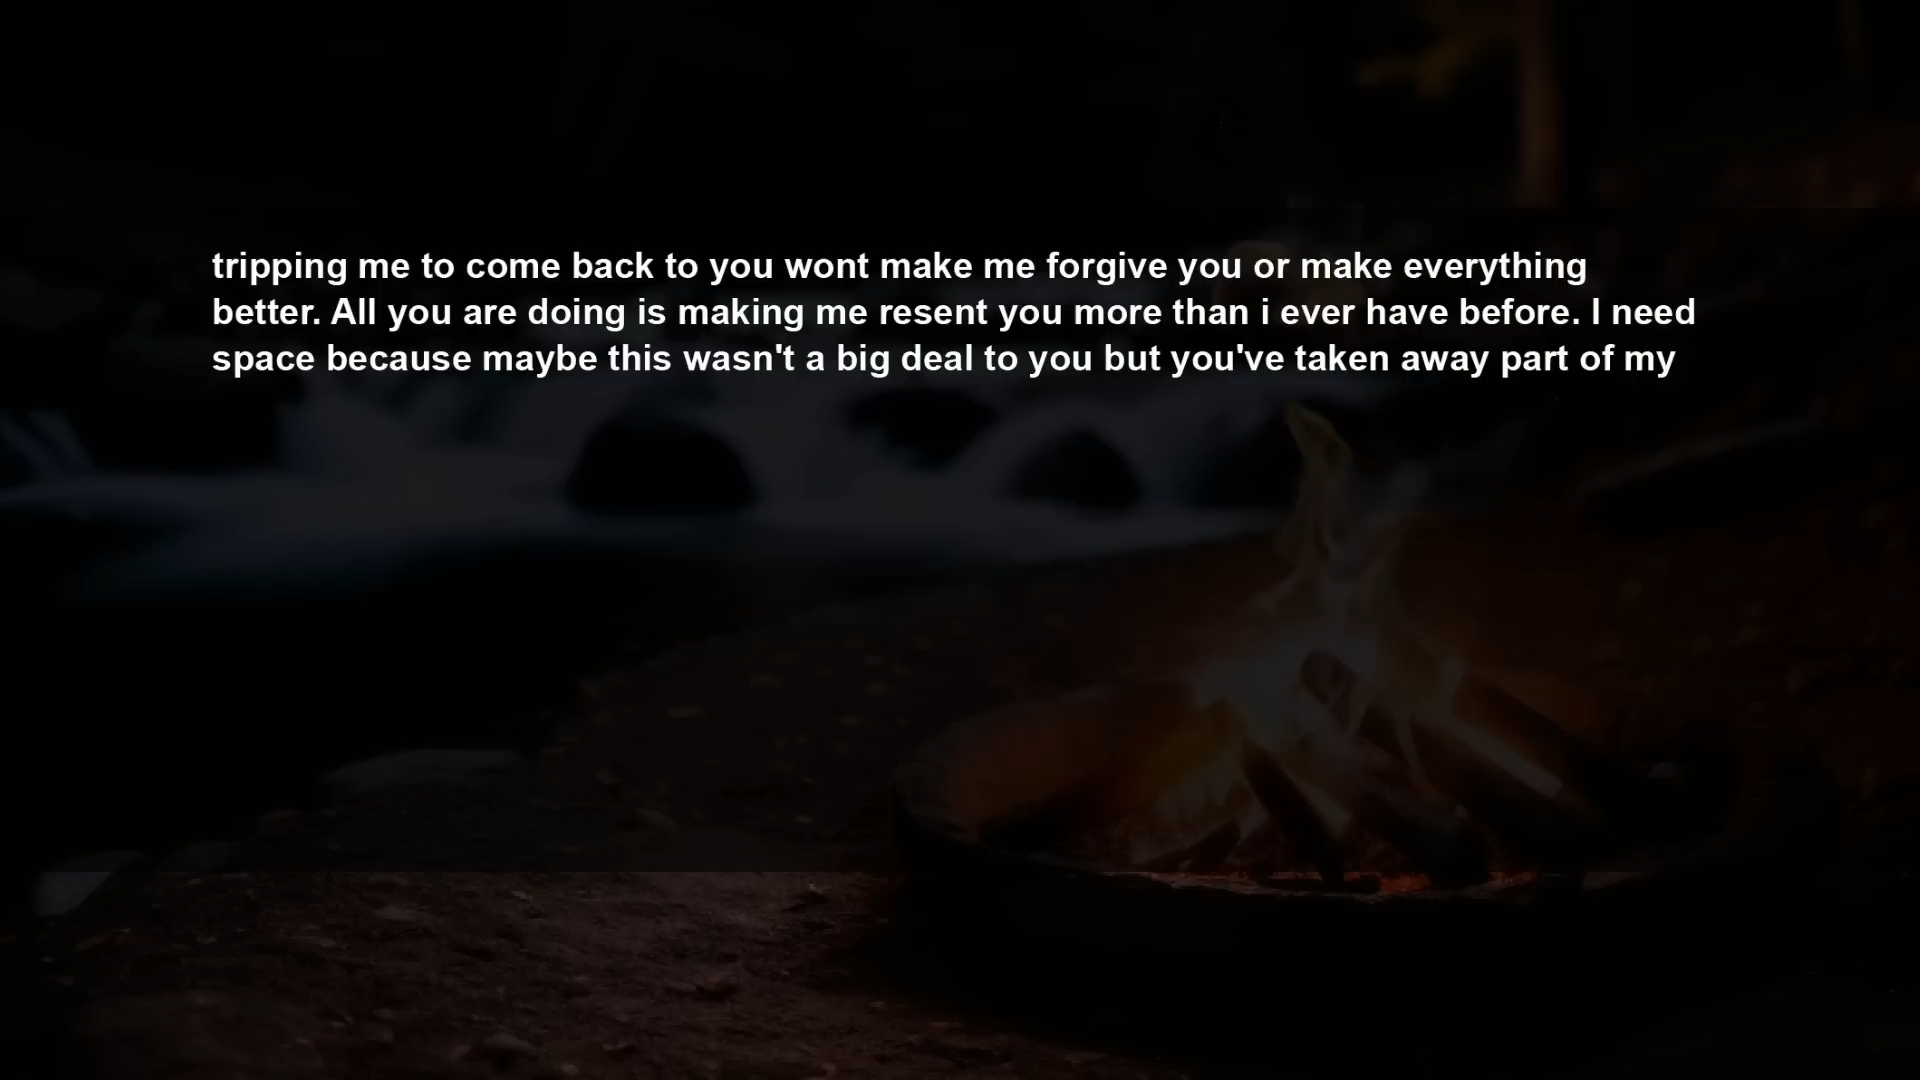 tripping me to come back to you wont make me forgive you or make everything
better. All you are doing is making me resent you more than i ever have before. I need
space because maybe this wasn't a big deal to you but you've taken away part of my